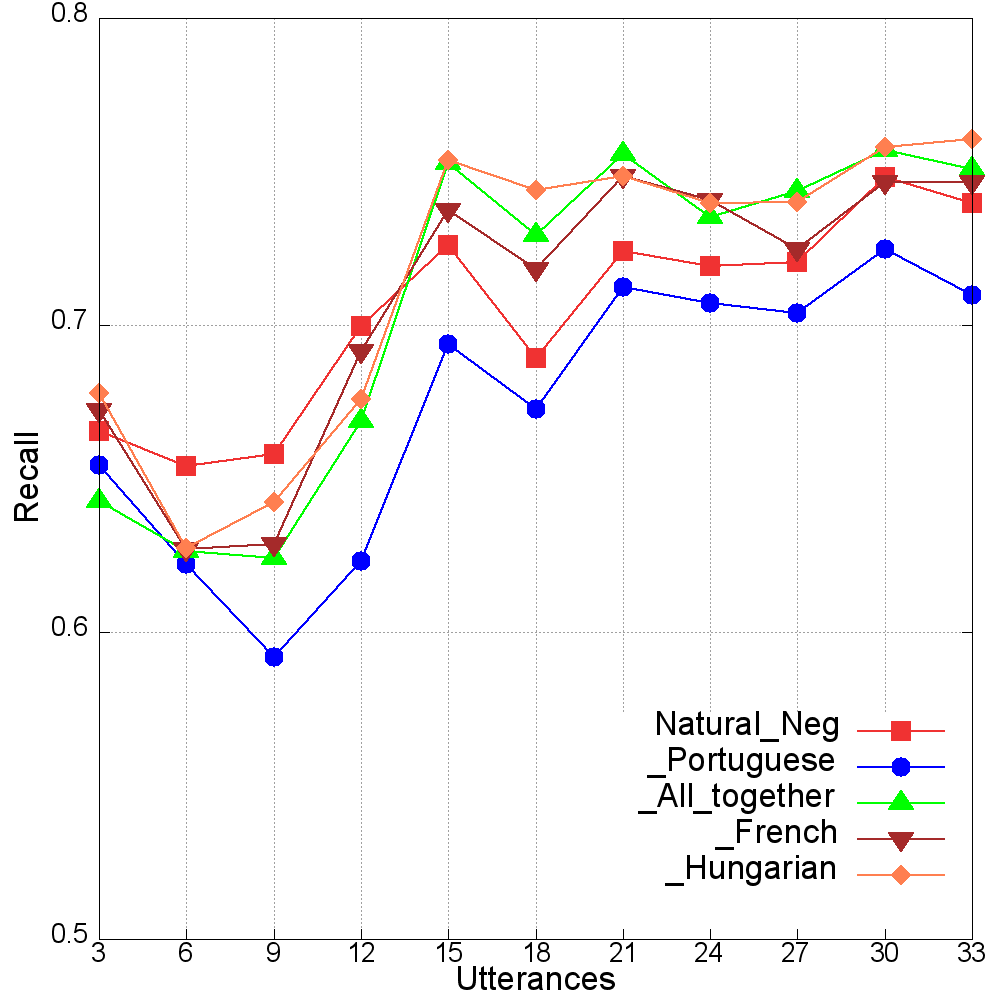 0.8
0.7
0.6
0.5
Recall
Natural_Neg
_Portuguese
_All_together
_French
_Hungarian
3 6 9 12 15 18 21 24 27 30 33
Utterances